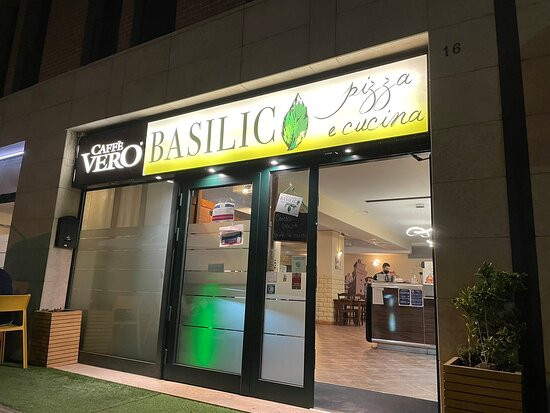 16
CAFFÈ
VERO®
BASILIC
pizza
e cucina